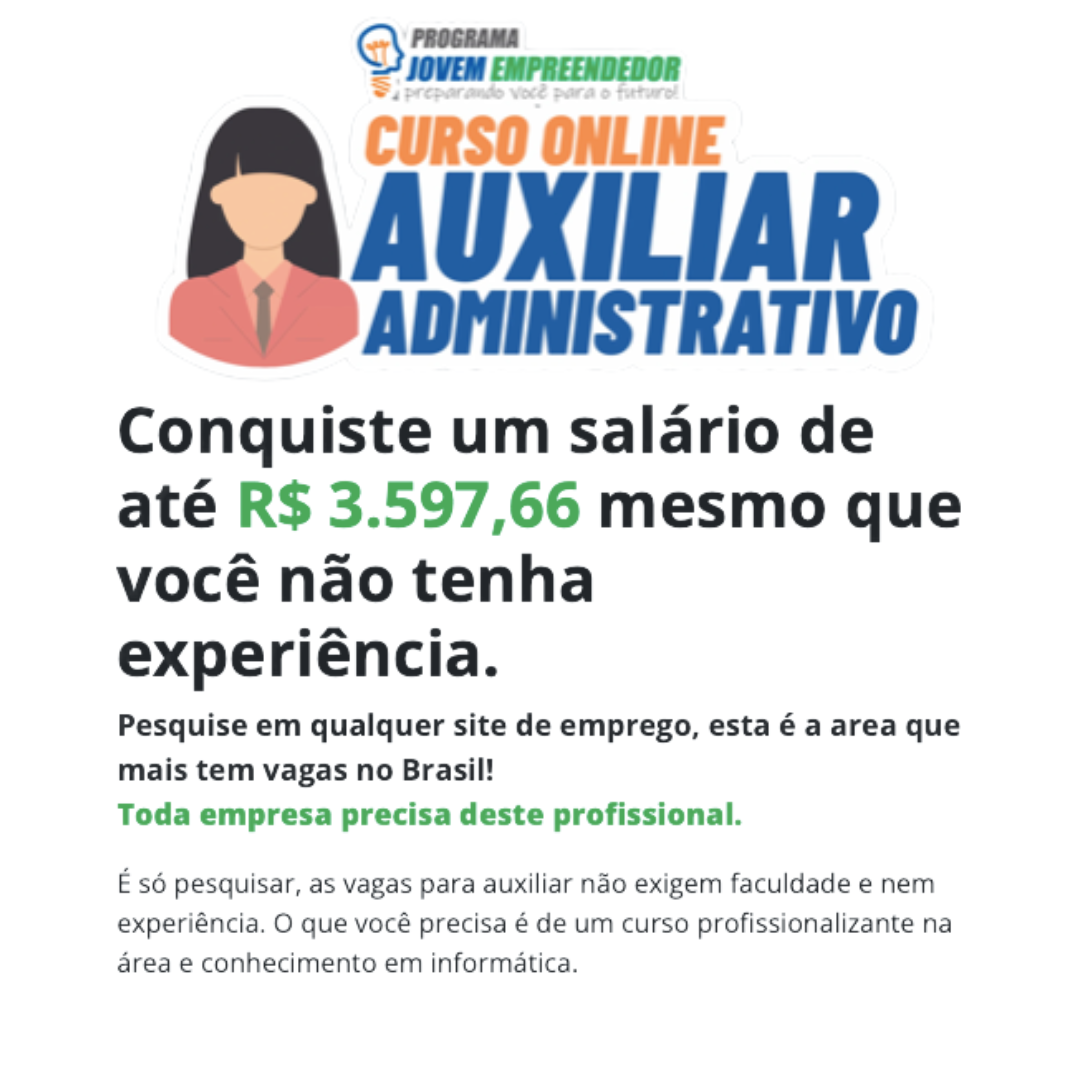 PROGRAMA
JOVEM EMPREENDEDOR
preparando você para o futuro!
CURSO ONLINE
AUXILIAR
ADMINISTRATIVO
Conquiste um salário de
até R$ 3.597,66 mesmo que
você não tenha
experiência.
Pesquise em qualquer site de emprego, esta é a area que
mais tem vagas no Brasil!
Toda empresa precisa deste profissional.
É só pesquisar, as vagas para auxiliar não exigem faculdade e nem
experiência. O que você precisa é de um curso profissionalizante na
área e conhecimento em informática.